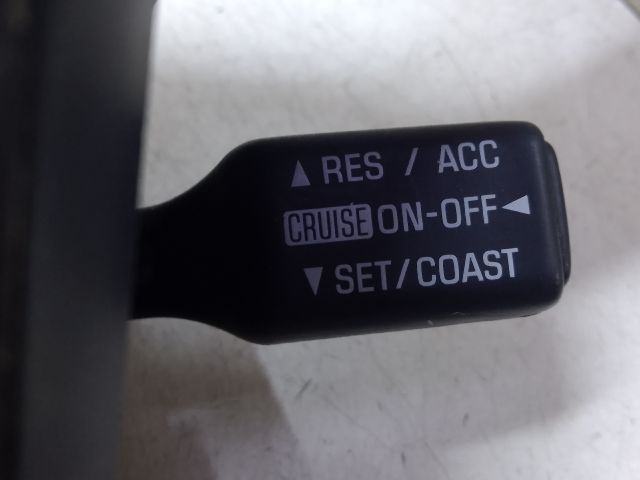 ▲ RES / ACC
CRUISE ON-OFF ◄
▼ SET/COAST